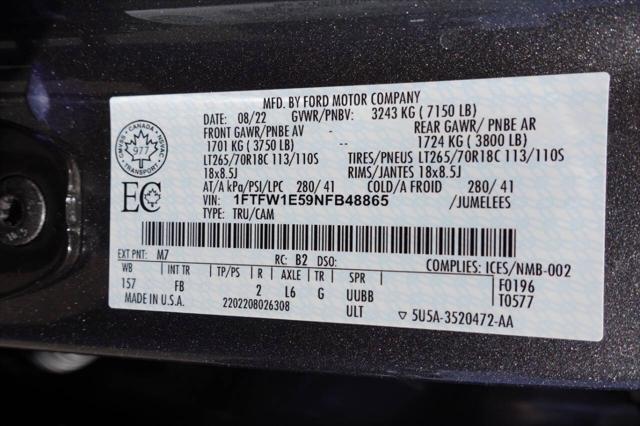 MFD. BY FORD MOTOR COMPANY
DATE: 08/22 GVWR/PNBV: 3243 KG ( 7150 LB)
FRONT GAWR/PNBE AV REAR GAWR/ PNBE AR
1701 KG ( 3750 LB) -- 1724 KG ( 3800 LB)
LT265/70R18C 113/110S TIRES/PNEUS LT265/70R18C 113/110S
18x8.5J RIMS/JANTES 18x8.5J
AT/A kPa/PSI/LPC 280/ 41 COLD/A FROID 280/ 41
1FTFW1E59NFB48865 /JUMELEES
TYPE: TRU/CAM
CANADA
CMVSS
NSVAC
977
TRANSPORT
EC
EXT PNT: M7 RC: B2 DSO: COMPLIES: ICES/NMB-002
WB INT TR TP/PS R AXLE TR SPR F0196
157 FB 2 L6 G UUBB T0577
MADE IN U.S.A. 2202208026308 ULT ▽ 5U5A-3520472-AA